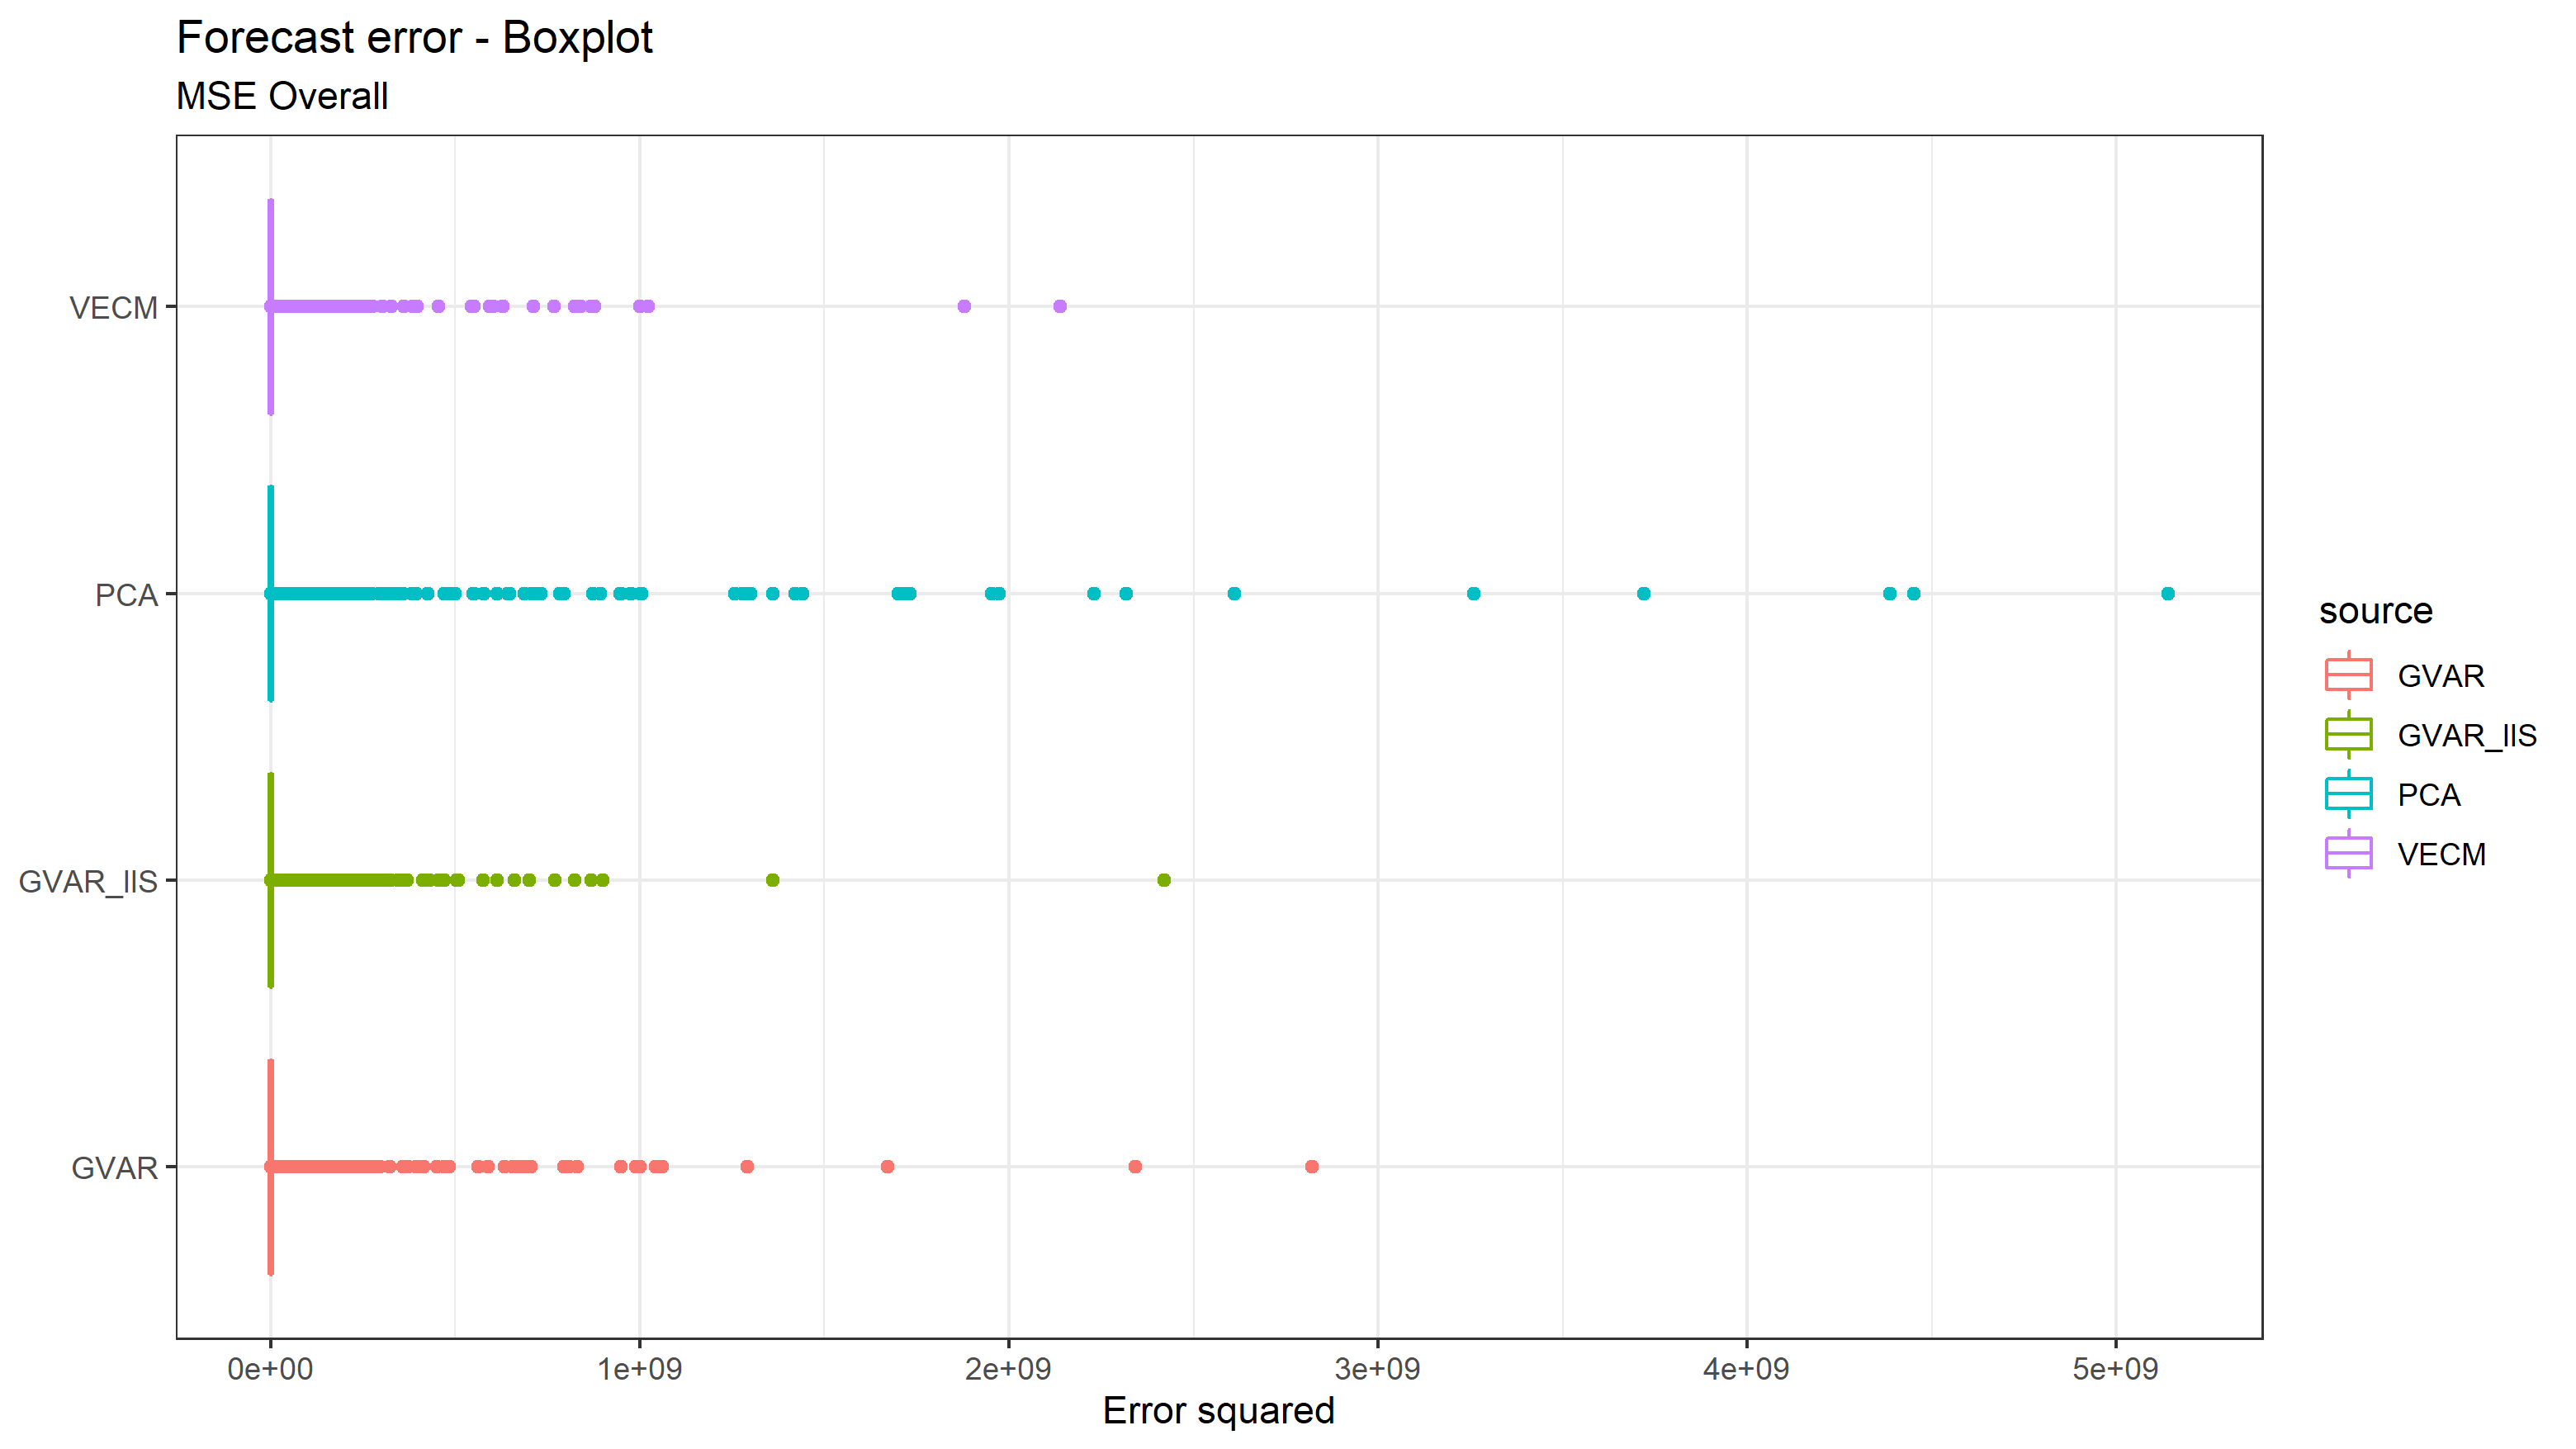 Forecast error - Boxplot
MSE Overall
VECM
PCA
GVAR_IIS
GVAR
0e+00
1e+09
2e+09
3e+09
4e+09
5e+09
Error squared
source
GVAR
GVAR_IIS
PCA
VECM